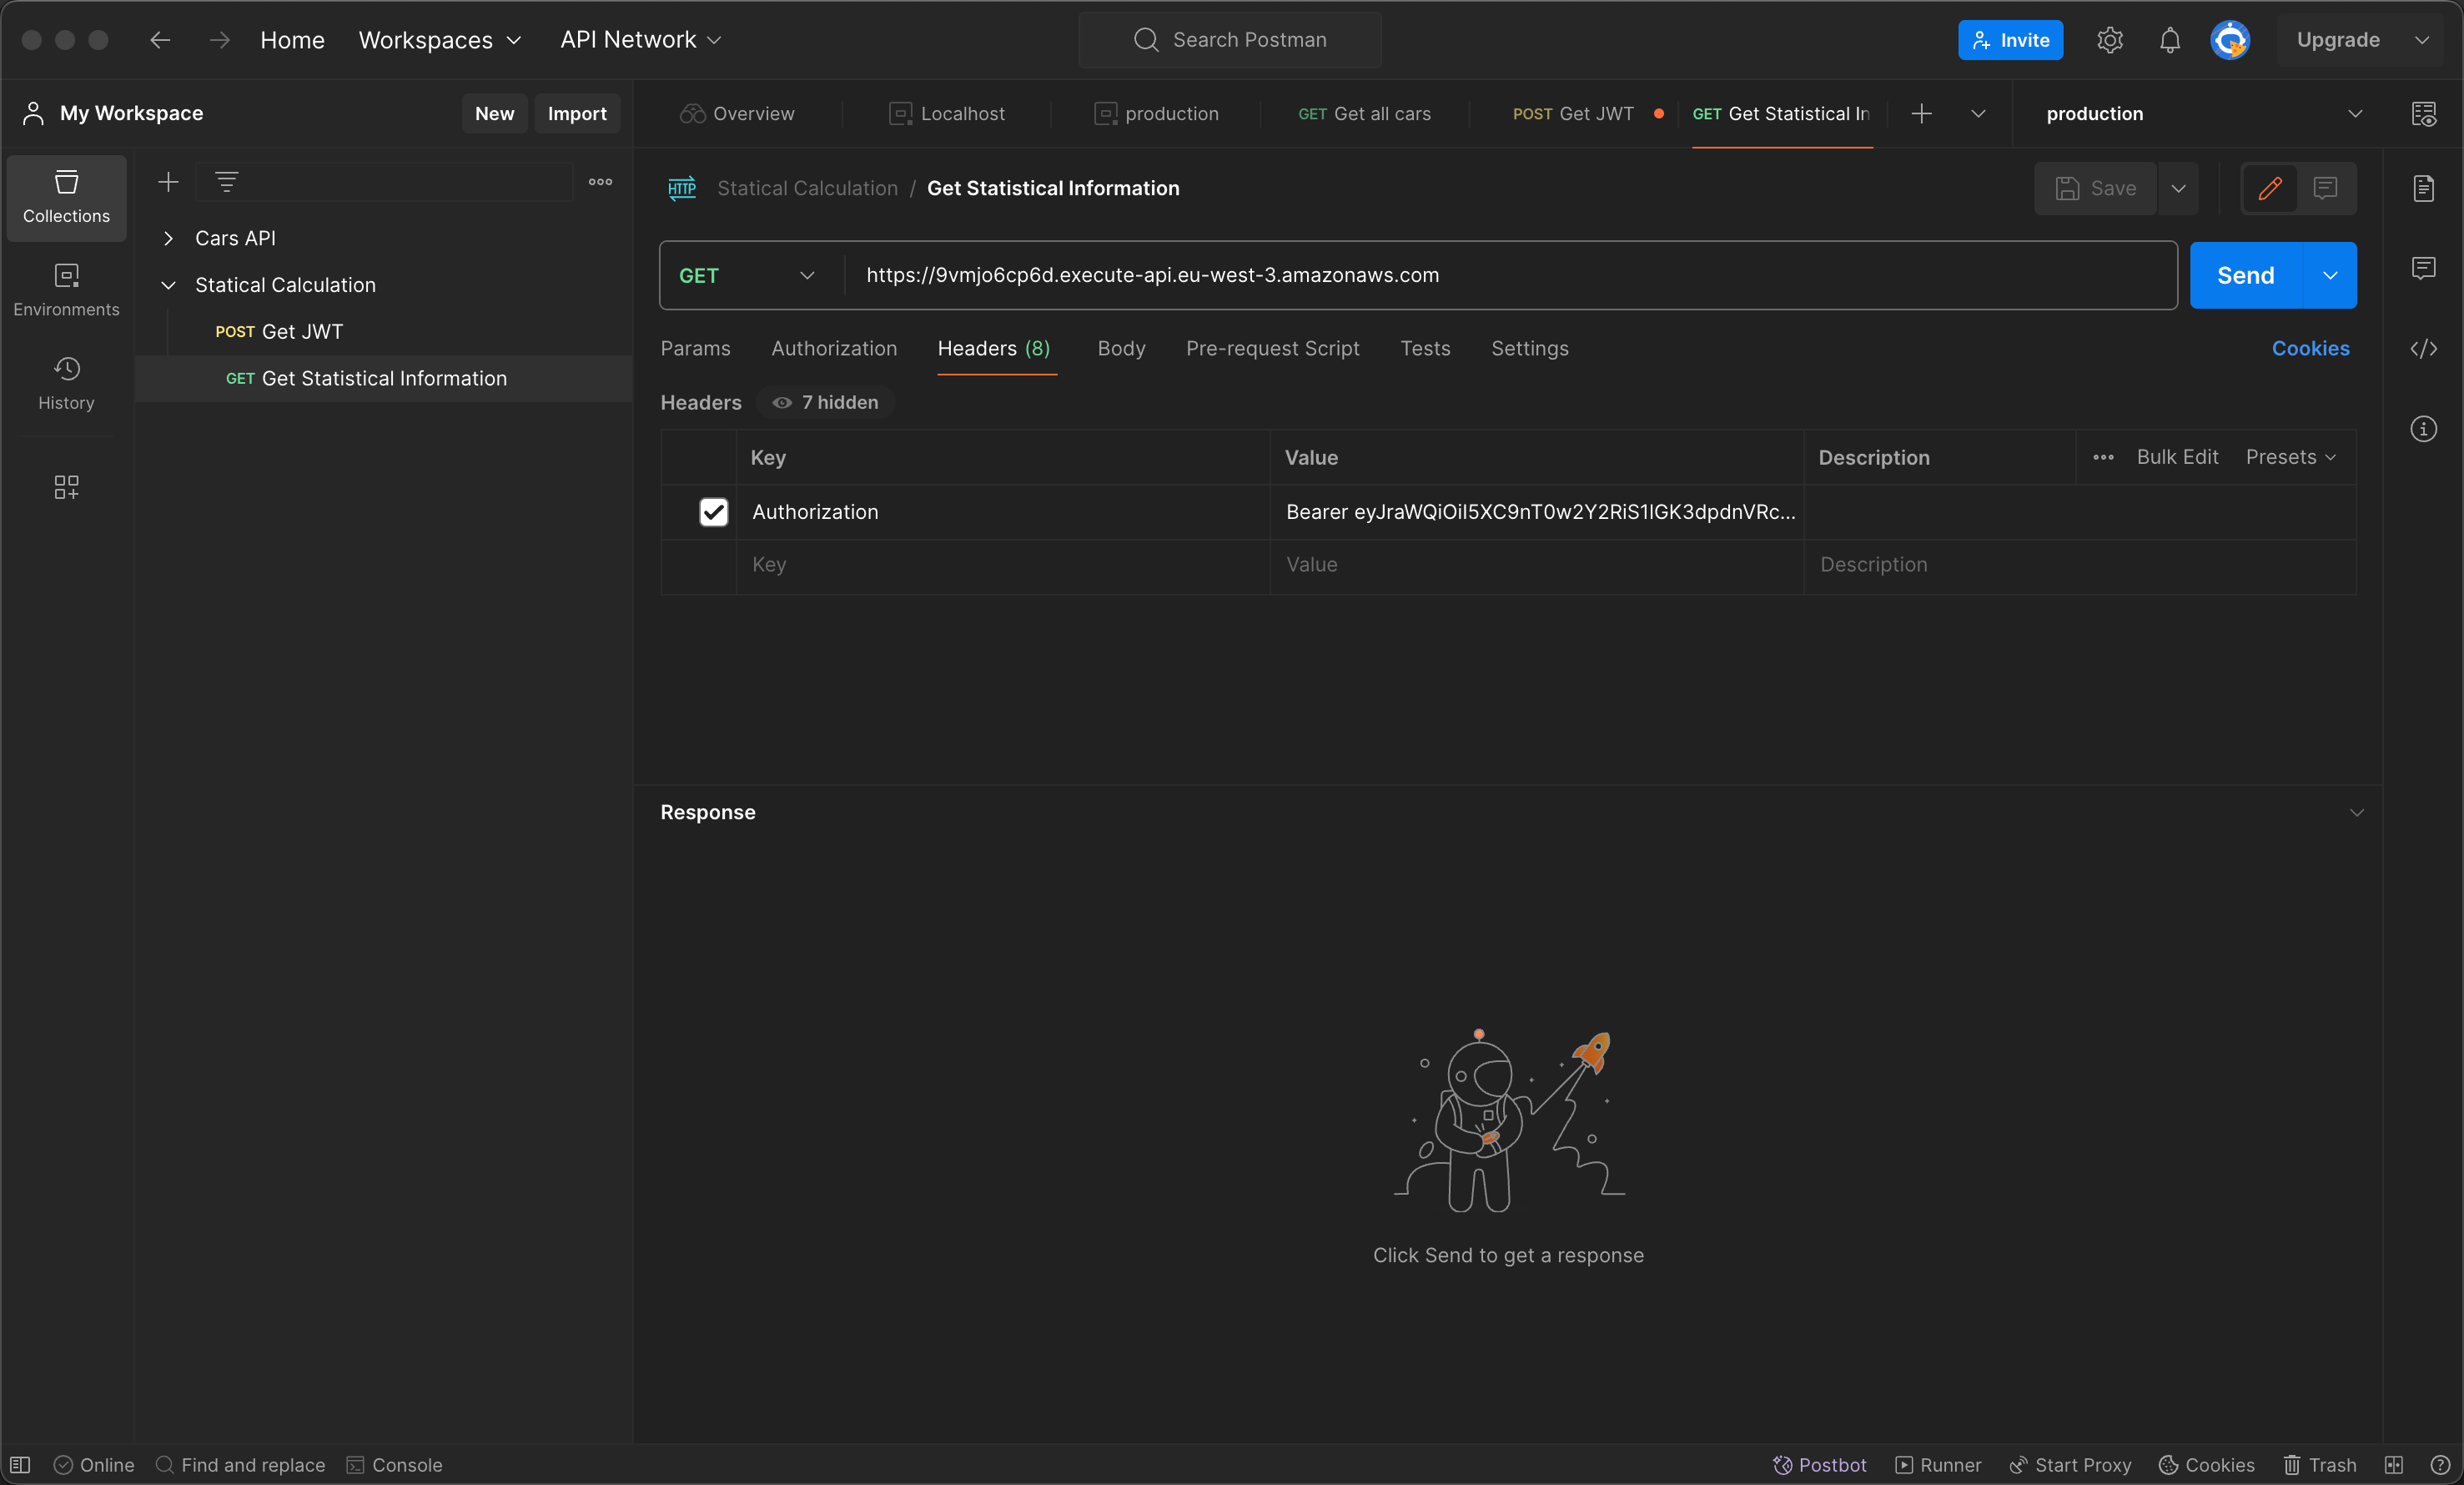 Home Workspaces API Network Search Postman Invite Upgrade
My Workspace New Import Overview Localhost production GET Get all cars POST Get JWT GET Get Statistical In production
Collections
Environments
History
Cars API
Statical Calculation
POST Get JWT
GET Get Statistical Information
HTTP Statical Calculation / Get Statistical Information Save
GET https://9vmjo6cp6d.execute-api.eu-west-3.amazonaws.com Send
Params Authorization Headers (8) Body Pre-request Script Tests Settings Cookies
Headers 7 hidden
Key Value Description Bulk Edit Presets
Authorization Bearer eyJraWQiOiI5XC9nT0w2Y2RiS1lGK3dpdnVRc...
Key Value Description
Response
Click Send to get a response
Online Find and replace Console Postbot Runner Start Proxy Cookies Trash